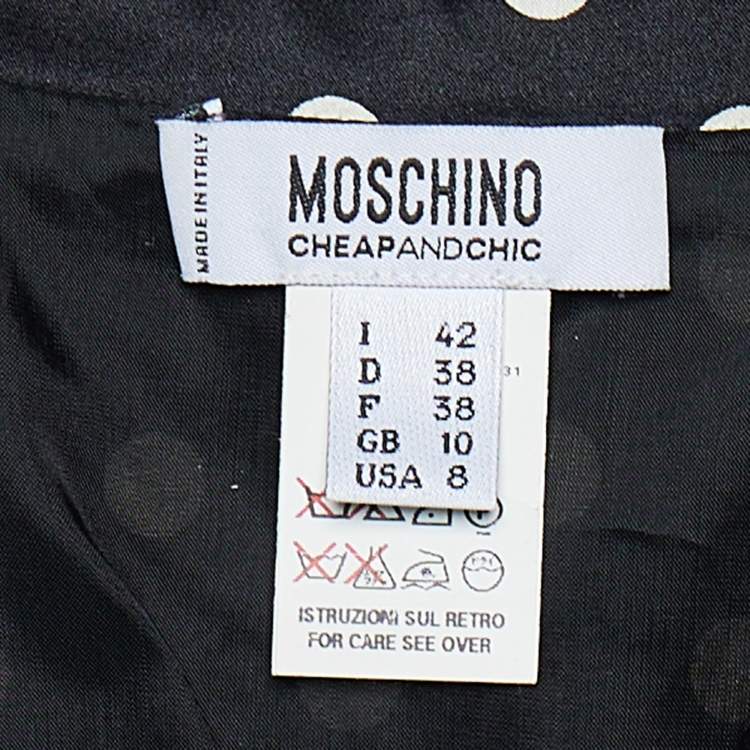 MADE IN ITALY
MOSCHINO
CHEAPANDCHIC
I 42
D 38
F 38
GB 10
USA 8
31
ISTRUZIONI SUL RETRO
FOR CARE SEE OVER